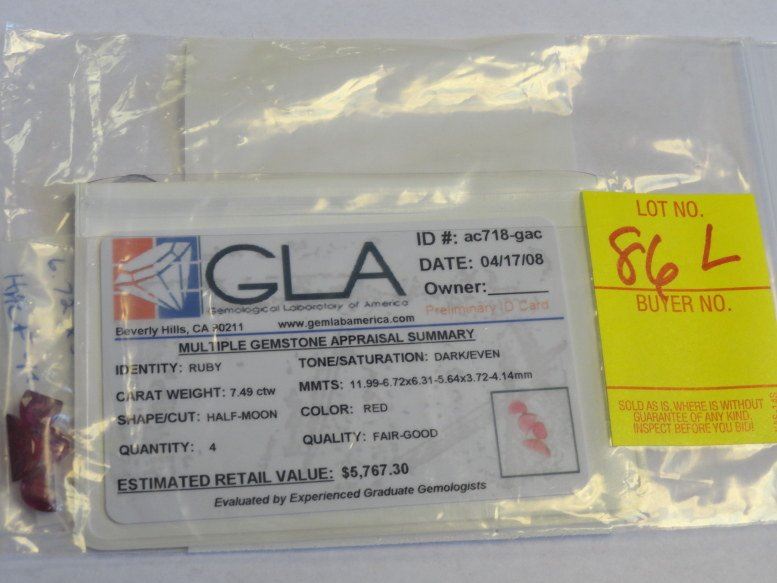 GLA
Gemological Laboratory of America
Beverly Hills, CA 90211
www.gemlabamerica.com
ID #: ac718-gac
DATE: 04/17/08
Owner:
Preliminary ID Card
MULTIPLE GEMSTONE APPRAISAL SUMMARY
IDENTITY: RUBY
TONE/SATURATION: DARK/EVEN
CARAT WEIGHT: 7.49 ctw
MMTS: 11.99-6.72x6.31-5.64x3.72-4.14mm
SHAPE/CUT: HALF-MOON
COLOR: RED
QUANTITY: 4
QUALITY: FAIR-GOOD
ESTIMATED RETAIL VALUE: $5,767.30
Evaluated by Experienced Graduate Gemologists
LOT NO.
86 L
BUYER NO.
SOLD AS IS, WHERE IS WITHOUT
GUARANTEE OF ANY KIND.
INSPECT BEFORE YOU BID!